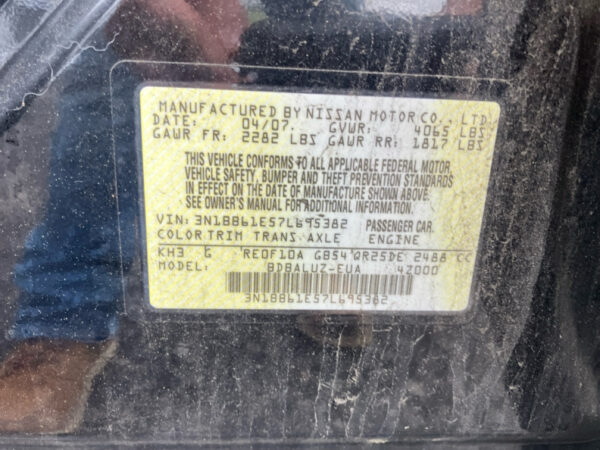 MANUFACTURED BY NISSAN MOTOR CO., LTD.
DATE: 04/07. GVWR: 4065 LBS
GAWR FR: 2282 LBS GAWR RR: 1817 LBS
THIS VEHICLE CONFORMS TO ALL APPLICABLE FEDERAL MOTOR
VEHICLE SAFETY, BUMPER AND THEFT PREVENTION STANDARDS
IN EFFECT ON THE DATE OF MANUFACTURE SHOWN ABOVE.
SEE OWNER'S MANUAL FOR ADDITIONAL INFORMATION.
VIN: 3N1BB61E57L695382 PASSENGER CAR.
COLOR TRIM TRANS. AXLE ENGINE
KH3 G RE0F10A GB54 QR25DE 2488 CC
MODEL: BDBALUZ-EUA 4Z000
3N1BB61E57L695382